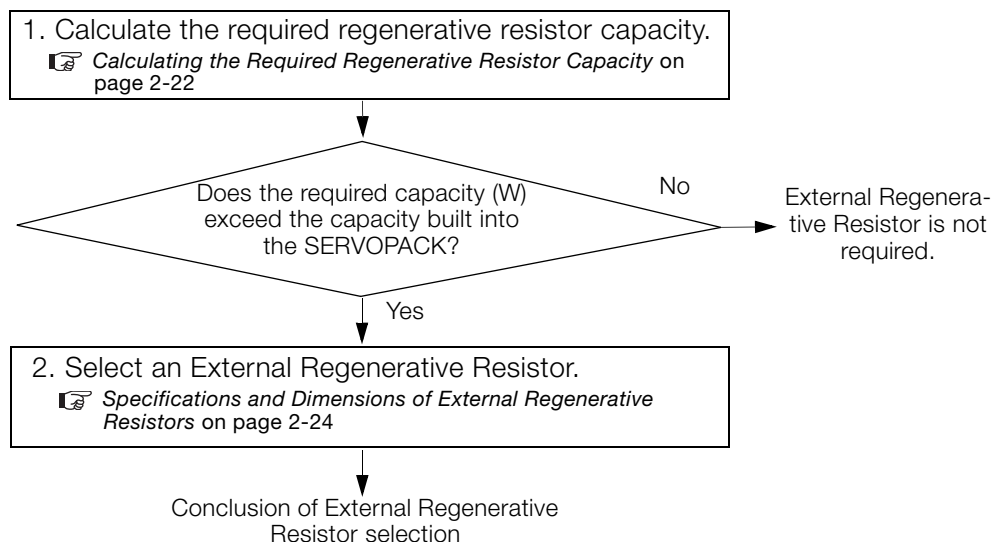 1. Calculate the required regenerative resistor capacity.
Calculating the Required Regenerative Resistor Capacity on
page 2-22
Does the required capacity (W)
exceed the capacity built into
the SERVOPACK?
No
External Regenera-
tive Resistor is not
required.
Yes
2. Select an External Regenerative Resistor.
Specifications and Dimensions of External Regenerative
Resistors on page 2-24
Conclusion of External Regenerative
Resistor selection